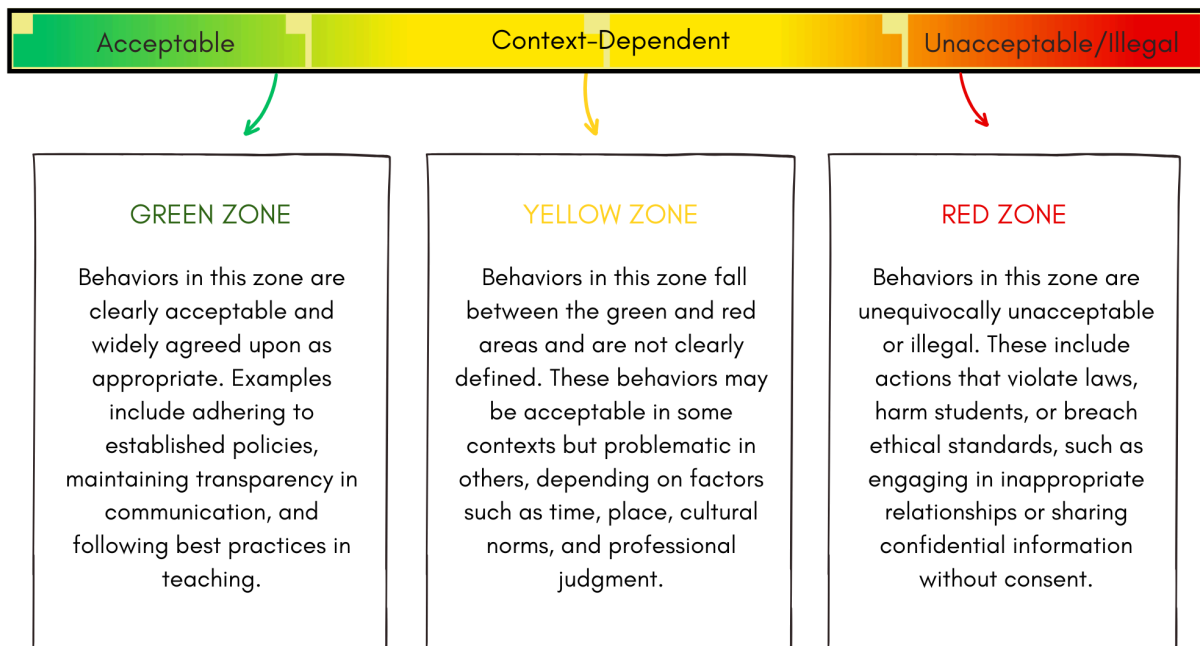 Acceptable
Context-Dependent
Unacceptable/Illegal
GREEN ZONE
Behaviors in this zone are
clearly acceptable and
widely agreed upon as
appropriate. Examples
include adhering to
established policies,
maintaining transparency in
communication, and
following best practices in
teaching.
YELLOW ZONE
Behaviors in this zone fall
between the green and red
areas and are not clearly
defined. These behaviors may
be acceptable in some
contexts but problematic in
others, depending on factors
such as time, place, cultural
norms, and professional
judgment.
RED ZONE
Behaviors in this zone are
unequivocally unacceptable
or illegal. These include
actions that violate laws,
harm students, or breach
ethical standards, such as
engaging in inappropriate
relationships or sharing
confidential information
without consent.